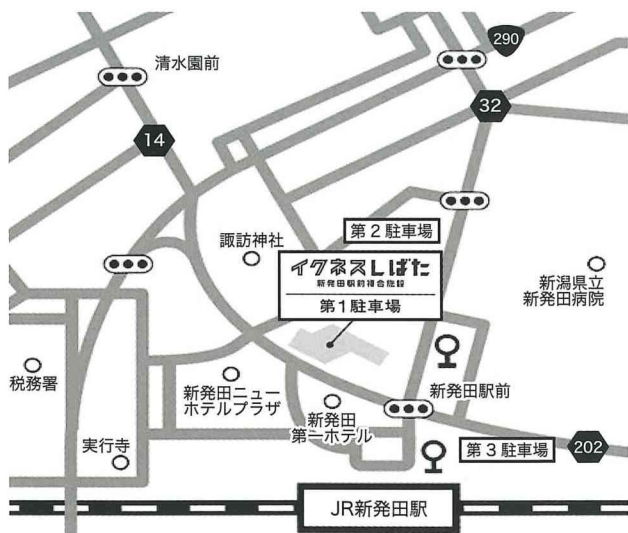 290
清水園前
32
14
第2駐車場
諏訪神社
イクネスしばた
新発田駅前複合施設
第1駐車場
新潟県立
新発田病院
税務署
新発田ニュー
ホテルプラザ
新発田駅前
新発田
第一ホテル
実行寺
第3駐車場
202
JR新発田駅